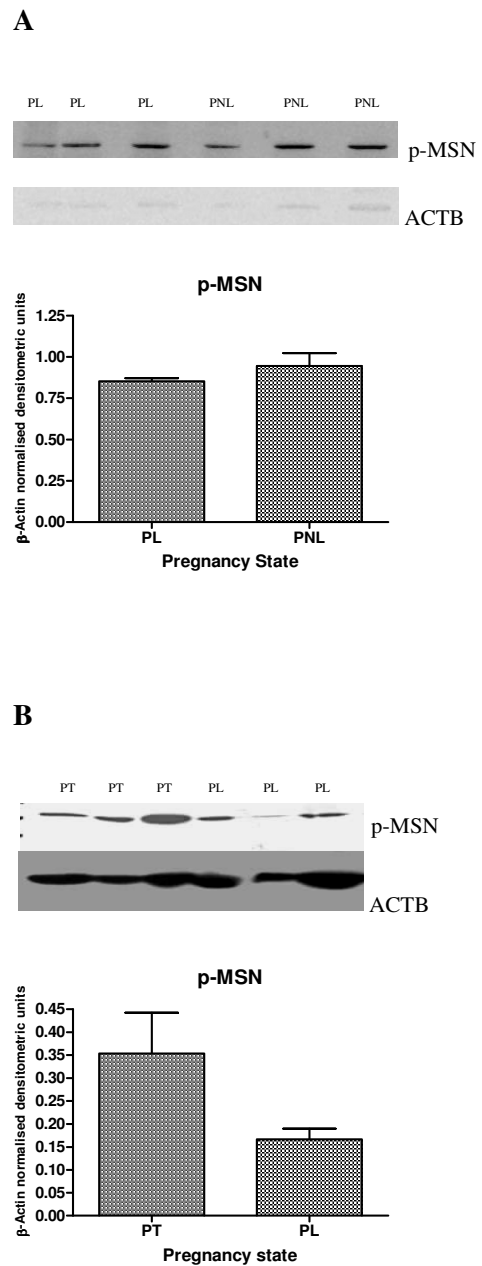 A
PL PL PL PNL PNL PNL
p-MSN
ACTB
p-MSN
β-Actin normalised densitometric units
1.25
1.00
0.75
0.50
0.25
0.00
PL PNL
Pregnancy State
B
PT PT PT PL PL PL
p-MSN
ACTB
p-MSN
β-Actin normalised densitometric units
0.45
0.40
0.35
0.30
0.25
0.20
0.15
0.10
0.05
0.00
PT PL
Pregnancy state